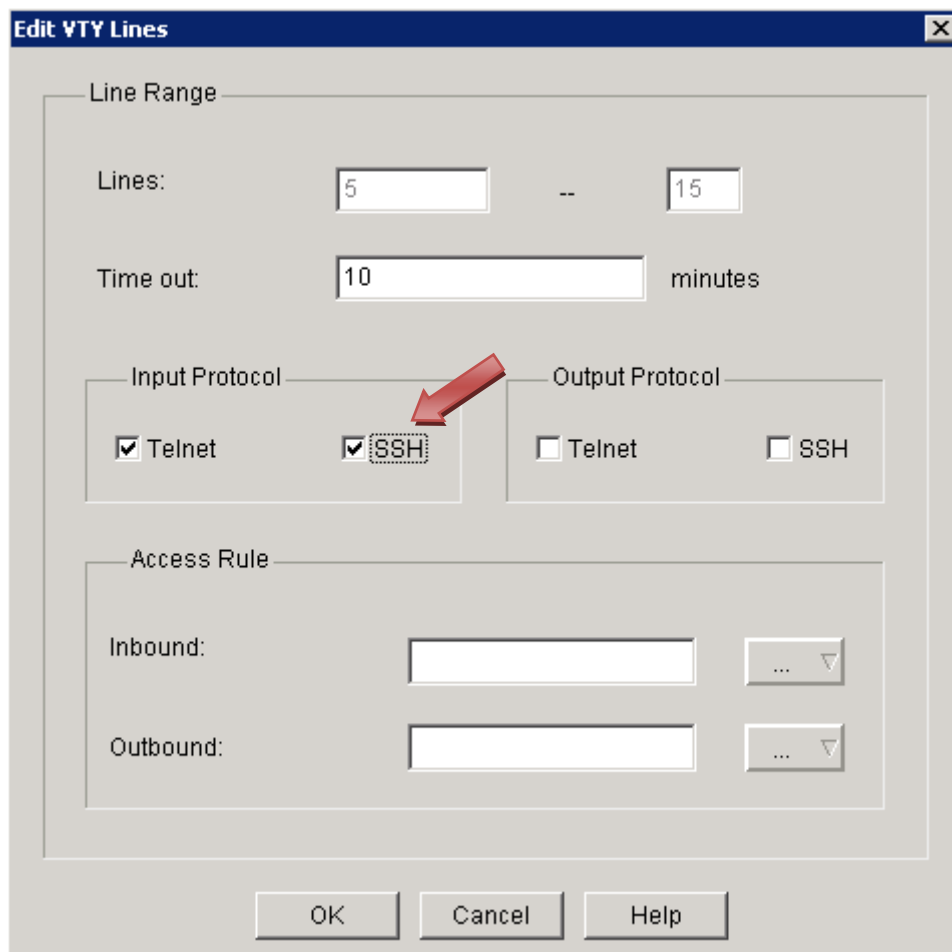 Edit VTY Lines
Line Range
Lines: 5 -- 15
Time out: 10 minutes
Input Protocol
Telnet SSH
Output Protocol
Telnet SSH
Access Rule
Inbound: ...
Outbound: ...
OK Cancel Help